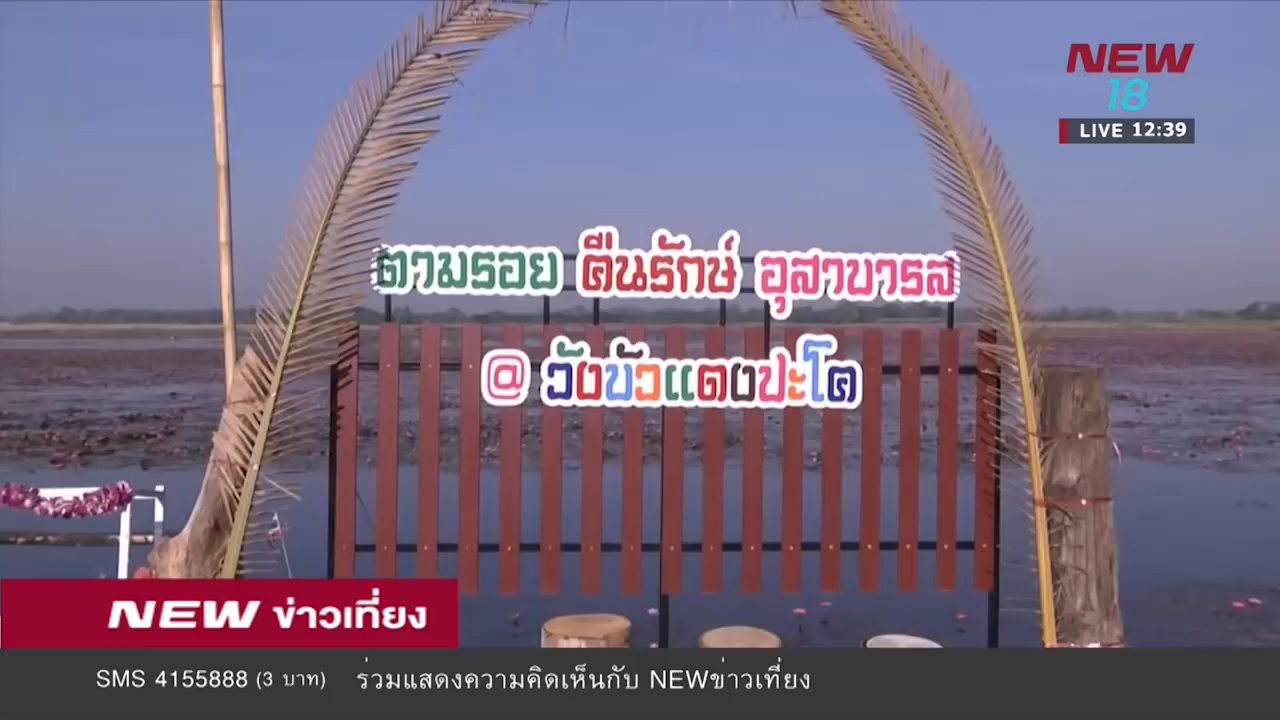 NEW
18
LIVE 12:39
ตามรอย คืนรักษ์ อุสาบารส
@ วังบัวแดงปะโค
NEW ข่าวเที่ยง
SMS 4155888 (3 บาท) ร่วมแสดงความคิดเห็นกับ NEWข่าวเที่ยง